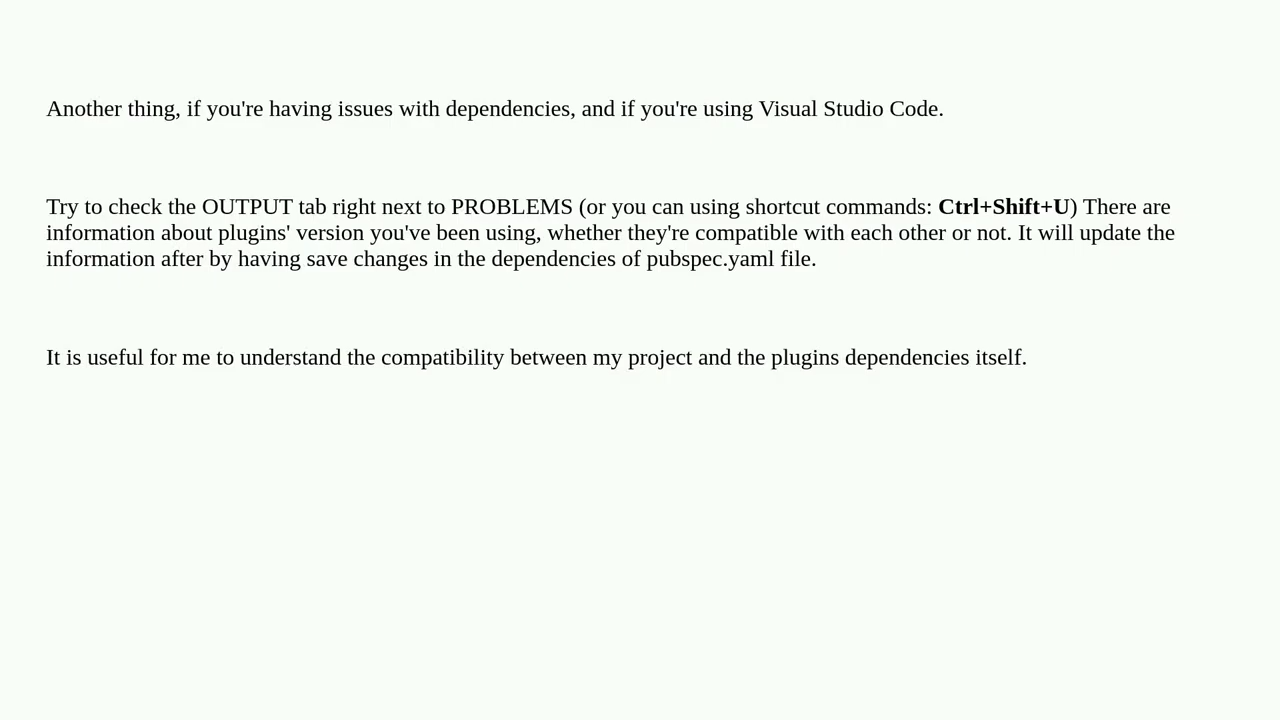 Another thing, if you're having issues with dependencies, and if you're using Visual Studio Code.
Try to check the OUTPUT tab right next to PROBLEMS (or you can using shortcut commands: Ctrl+Shift+U) There are
information about plugins' version you've been using, whether they're compatible with each other or not. It will update the
information after by having save changes in the dependencies of pubspec.yaml file.
It is useful for me to understand the compatibility between my project and the plugins dependencies itself.